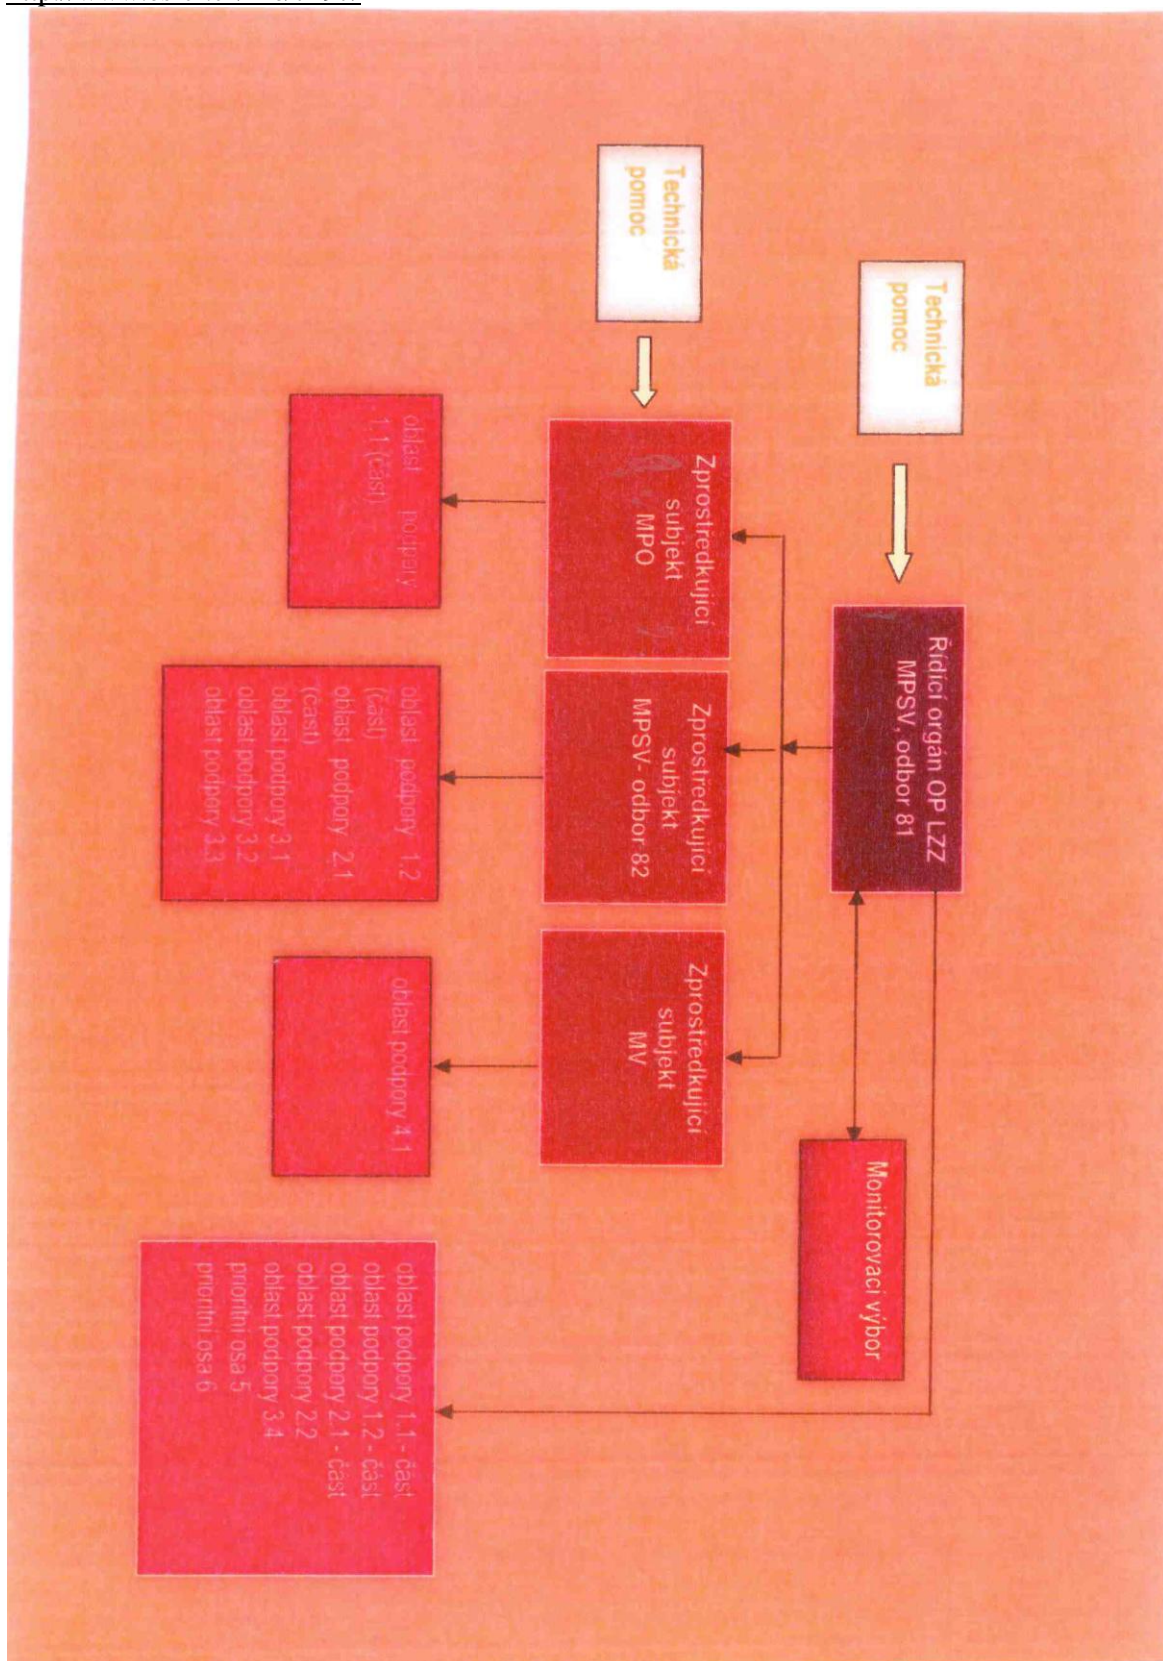 Technická
pomoc
Řídící orgán OP LZZ
MPSV, odbor 81
Monitorovaci výbor
Technická
pomoc
Zprostředkující
subjekt
MPO
Zprostředkující
subjekt
MPSV- odbor 82
Zprostředkující
subjekt
MV
oblast podpory
1.1 (část)
oblast podpory 1.2
(část)
oblast podpory 2.1
(část)
oblast podpory 3.1
oblast podpory 3.2
oblast podpory 3.3
oblast podpory 4.1
oblast podpory 1.1 - část
oblast podpory 1.2 - část
oblast podpory 2.1 - část
oblast podpory 2.2
oblast podpory 3.4
prioritní osa 5
prioritní osa 6